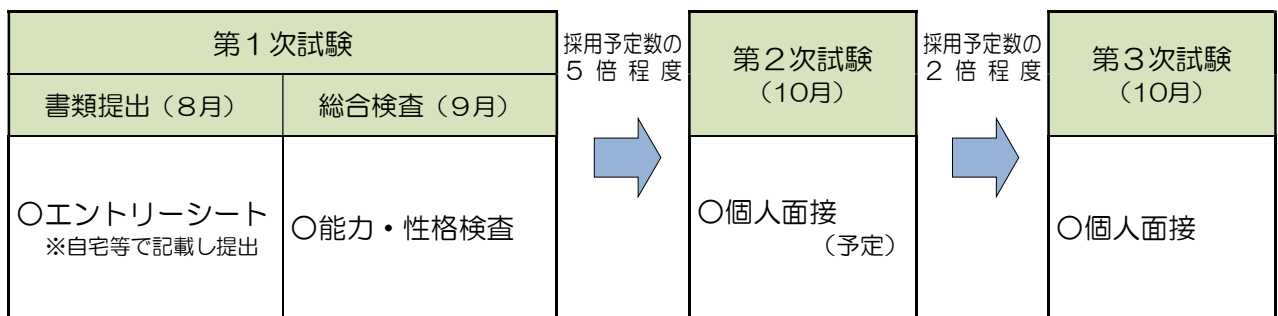 第１次試験
書類提出（８月）
総合検査（９月）
〇エントリーシート
※自宅等で記載し提出
〇能力・性格検査
採用予定数の
５倍程度
第２次試験
（10月）
〇個人面接
（予定）
採用予定数の
２倍程度
第３次試験
（10月）
〇個人面接